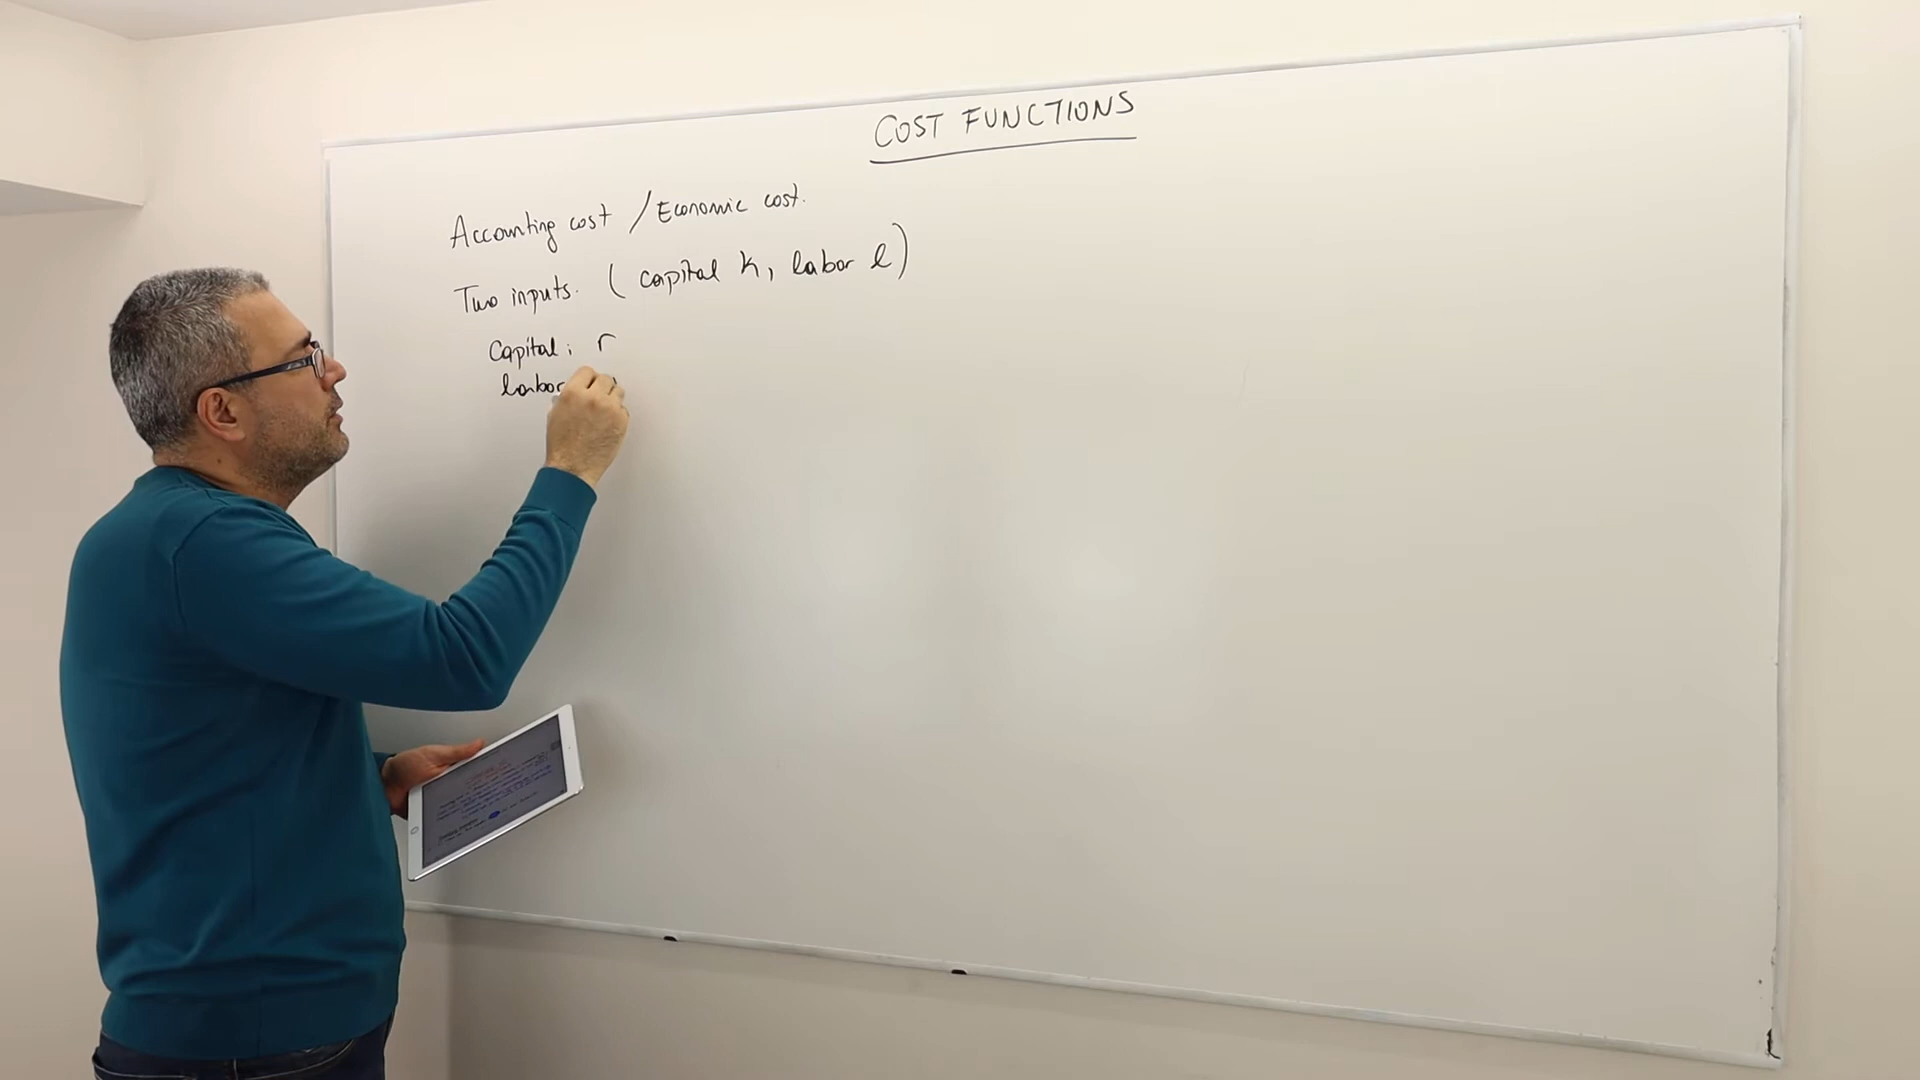 COST FUNCTIONS
Accounting cost / Economic cost.
Two inputs. (capital k, labor l)
Capital: r
labor